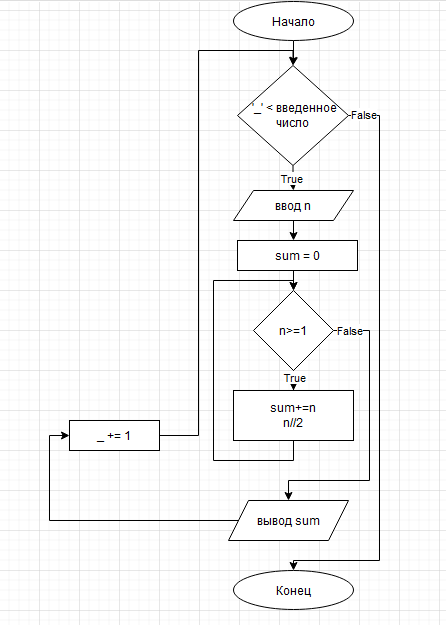 Начало
'_' < введенное
число
False
True
ввод n
sum = 0
n>=1
False
True
sum+=n
n//2
_ += 1
вывод sum
Конец